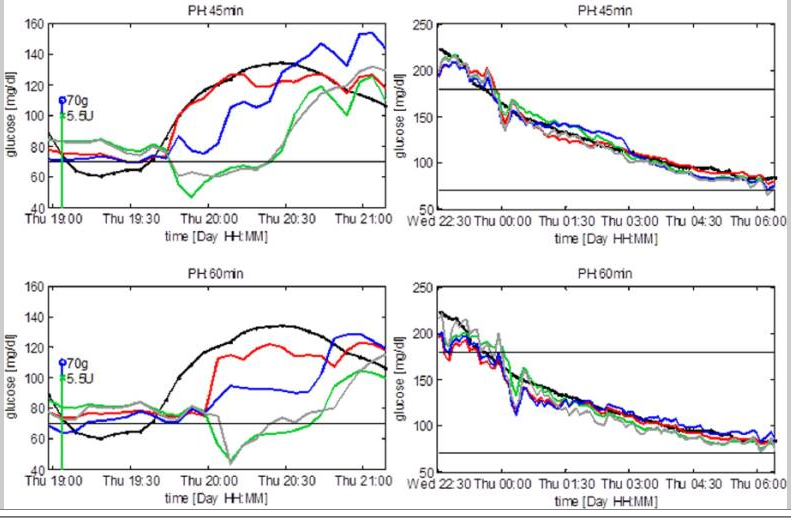 PH:45min
160
140
120
100
80
60
40
glucose [mg/dl]
70g
5.5U
Thu 19:00 Thu 19:30 Thu 20:00 Thu 20:30 Thu 21:00
time [Day HH:MM]
PH:45min
250
200
150
100
50
glucose [mg/dl]
Wed 22:30 Thu 00:00 Thu 01:30 Thu 03:00 Thu 04:30 Thu 06:00
time [Day HH:MM]
PH:60min
160
140
120
100
80
60
40
glucose [mg/dl]
70g
5.5U
Thu 19:00 Thu 19:30 Thu 20:00 Thu 20:30 Thu 21:00
time [Day HH:MM]
PH:60min
250
200
150
100
50
glucose [mg/dl]
Wed 22:30 Thu 00:00 Thu 01:30 Thu 03:00 Thu 04:30 Thu 06:00
time [Day HH:MM]